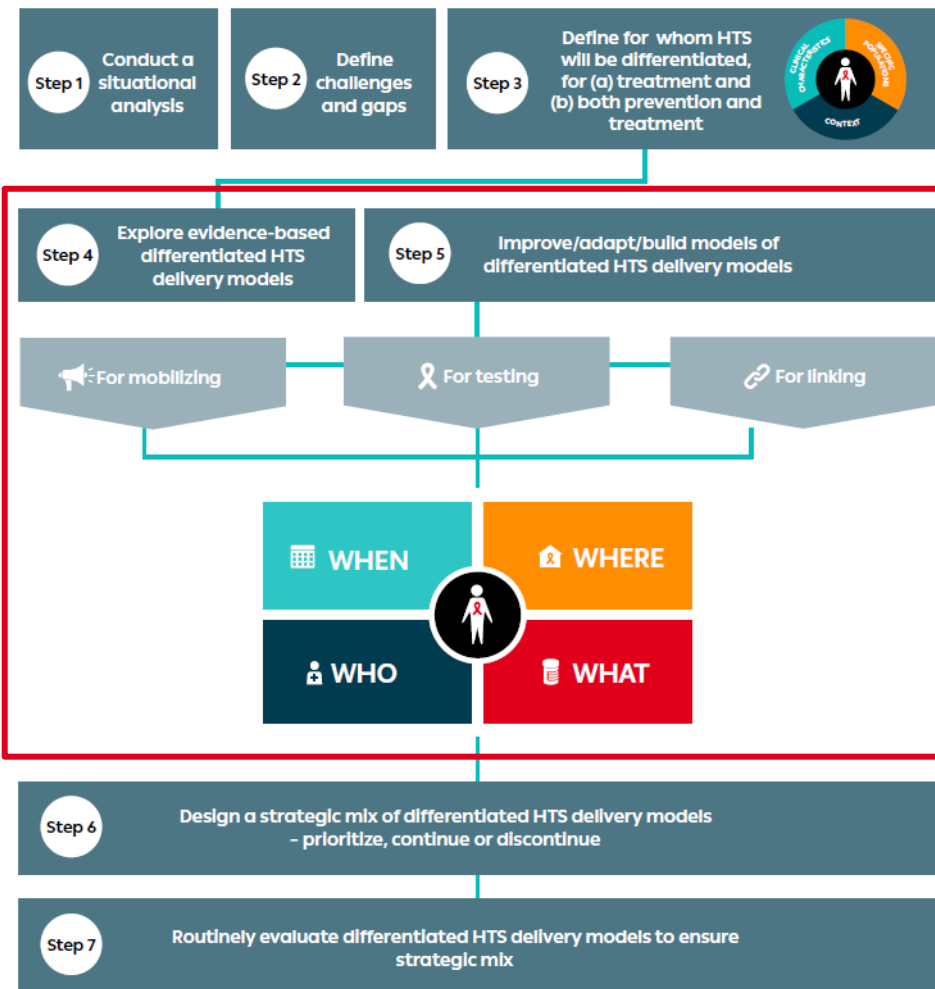 Step 1
Conduct a
situational
analysis
Step 2
Define
challenges
and gaps
Step 3
Define for whom HTS
will be differentiated,
for (a) treatment and
(b) both prevention and
treatment
CLINICAL
CHARACTERISTICS
SPECIFIC
POPULATIONS
CONTEXT
Step 4
Explore evidence-based
differentiated HTS
delivery models
Step 5
Improve/adapt/build models of
differentiated HTS delivery models
For mobilizing
For testing
For linking
WHEN
WHERE
WHO
WHAT
Step 6
Design a strategic mix of differentiated HTS delivery models
– prioritize, continue or discontinue
Step 7
Routinely evaluate differentiated HTS delivery models to ensure
strategic mix